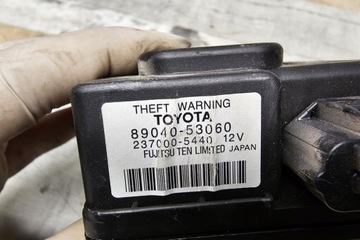 THEFT WARNING
TOYOTA
89040-53060
237000-5440 12V
FUJITSU TEN LIMITED JAPAN